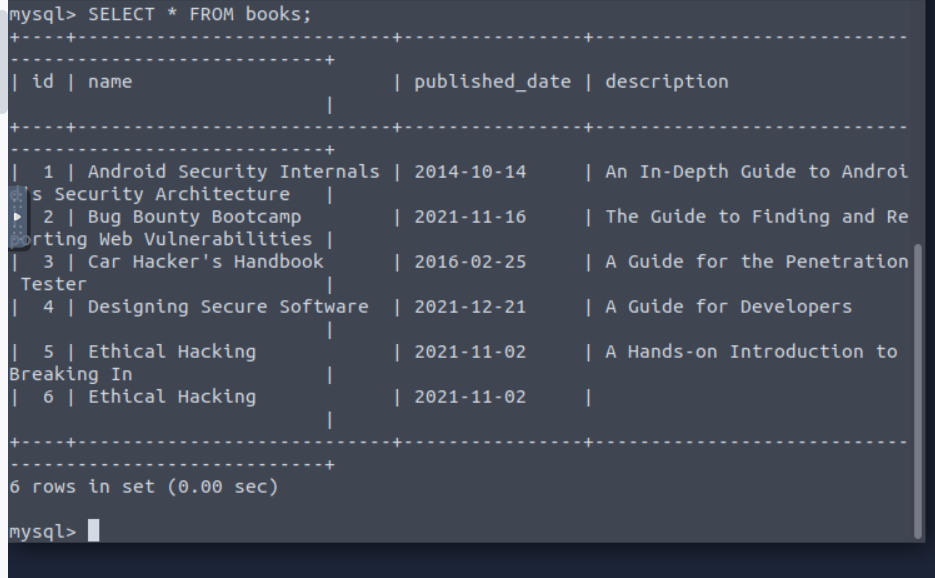 mysql> SELECT * FROM books;
+----+----------------------------+----------------+----------------------------
----------------------------+
| id | name                       | published_date | description
                            |
+----+----------------------------+----------------+----------------------------
----------------------------+
|  1 | Android Security Internals | 2014-10-14     | An In-Depth Guide to Androi
d's Security Architecture   |
|  2 | Bug Bounty Bootcamp        | 2021-11-16     | The Guide to Finding and Re
porting Web Vulnerabilities |
|  3 | Car Hacker's Handbook      | 2016-02-25     | A Guide for the Penetration
 Tester                     |
|  4 | Designing Secure Software  | 2021-12-21     | A Guide for Developers
                            |
|  5 | Ethical Hacking            | 2021-11-02     | A Hands-on Introduction to
Breaking In                 |
|  6 | Ethical Hacking            | 2021-11-02     |
                            |
+----+----------------------------+----------------+----------------------------
----------------------------+
6 rows in set (0.00 sec)
mysql>